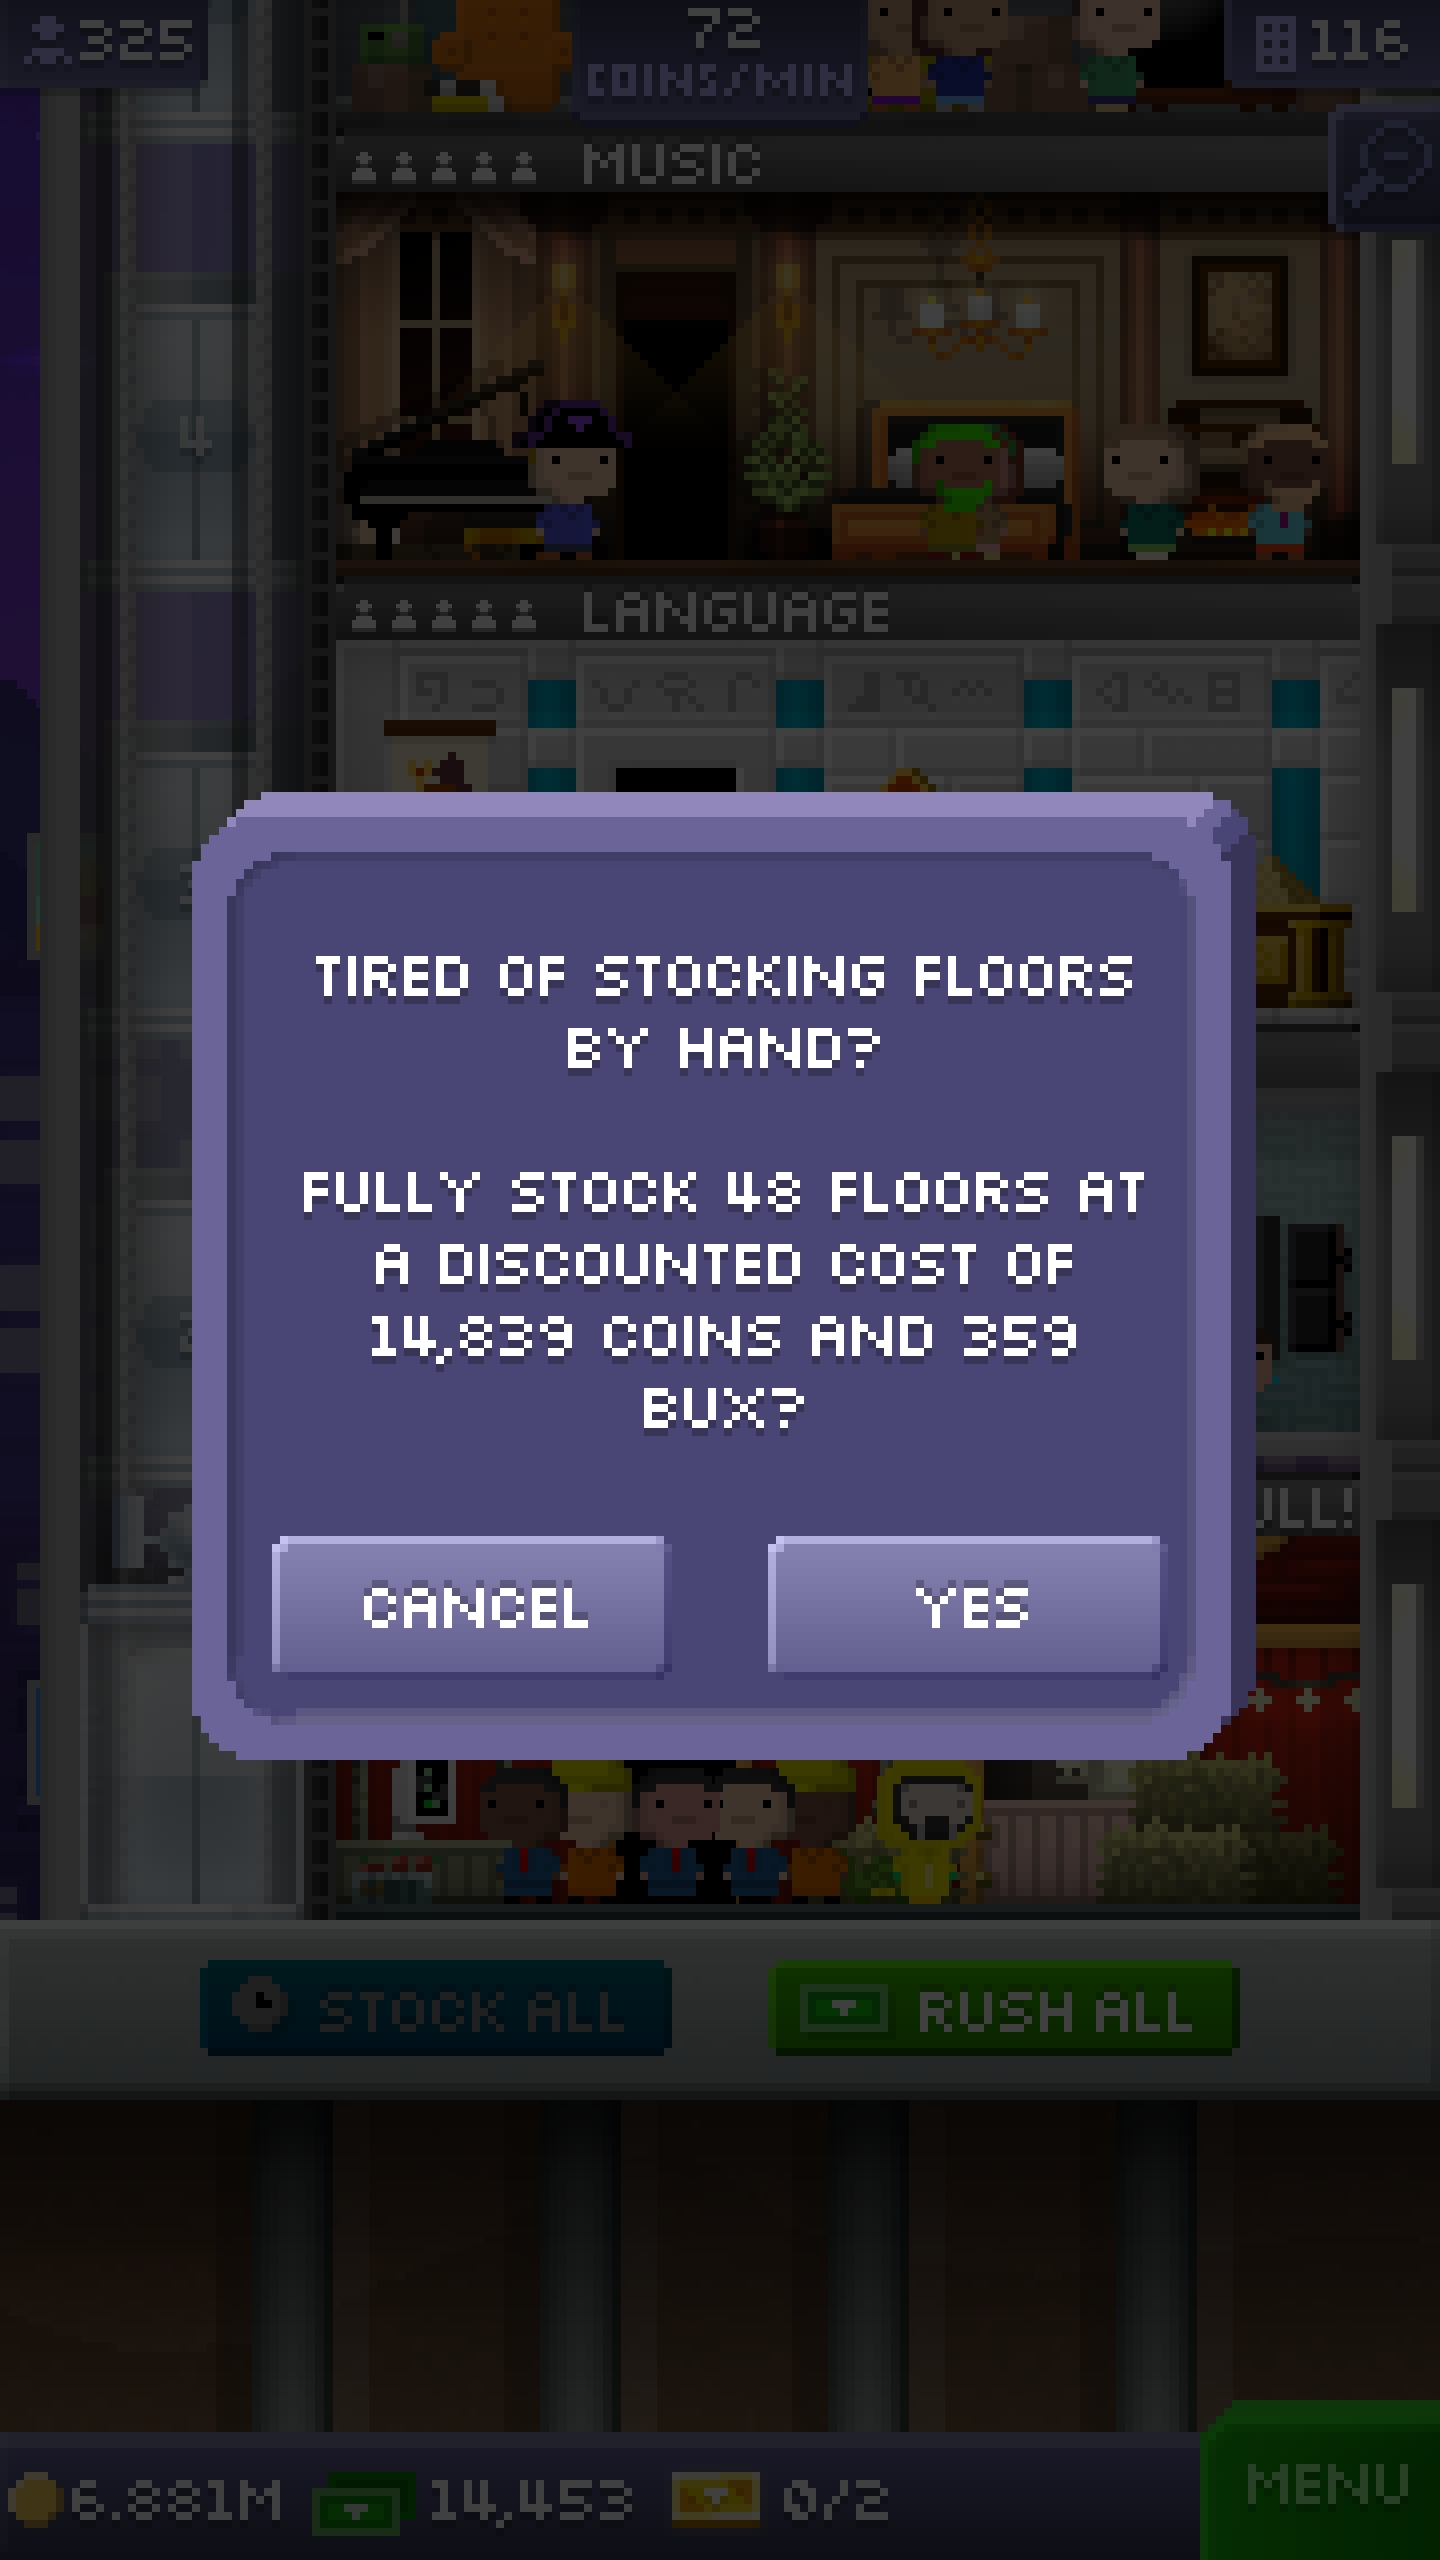 325
72
COINS/MIN
116
MUSIC
4
LANGUAGE
TIRED OF STOCKING FLOORS
BY HAND?
FULLY STOCK 48 FLOORS AT
A DISCOUNTED COST OF
14,839 COINS AND 359
BUX?
CANCEL
YES
ULL!
STOCK ALL
RUSH ALL
6.881M
14,453
0/2
MENU